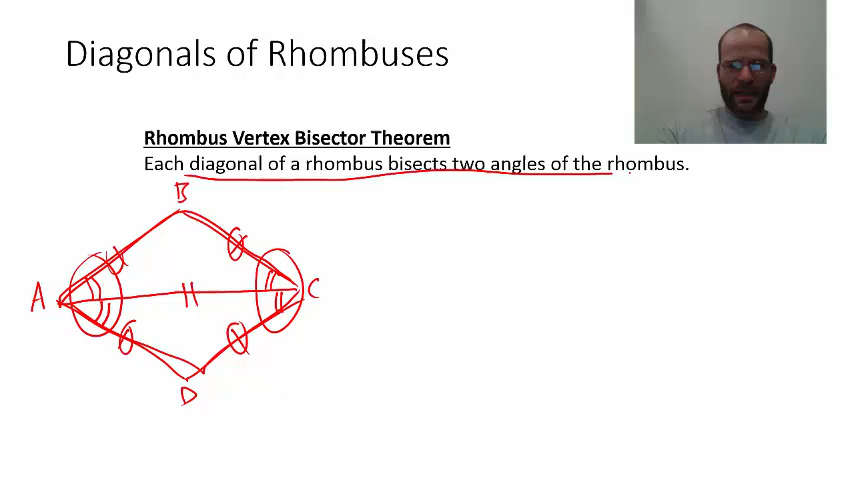 Diagonals of Rhombuses
Rhombus Vertex Bisector Theorem
Each diagonal of a rhombus bisects two angles of the rhombus.
B
A
C
D